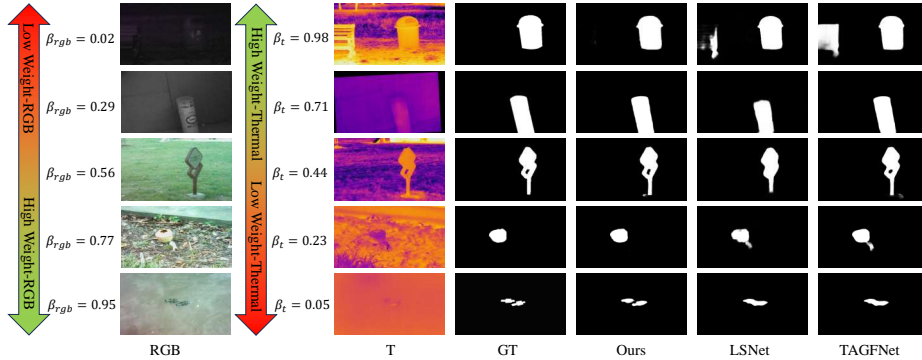 Low Weight-RGB
High Weight-RGB
High Weight-Thermal
Low Weight-Thermal
β_rgb = 0.02
β_t = 0.98
β_rgb = 0.29
β_t = 0.71
β_rgb = 0.56
β_t = 0.44
β_rgb = 0.77
β_t = 0.23
β_rgb = 0.95
β_t = 0.05
RGB T GT Ours LSNet TAGFNet